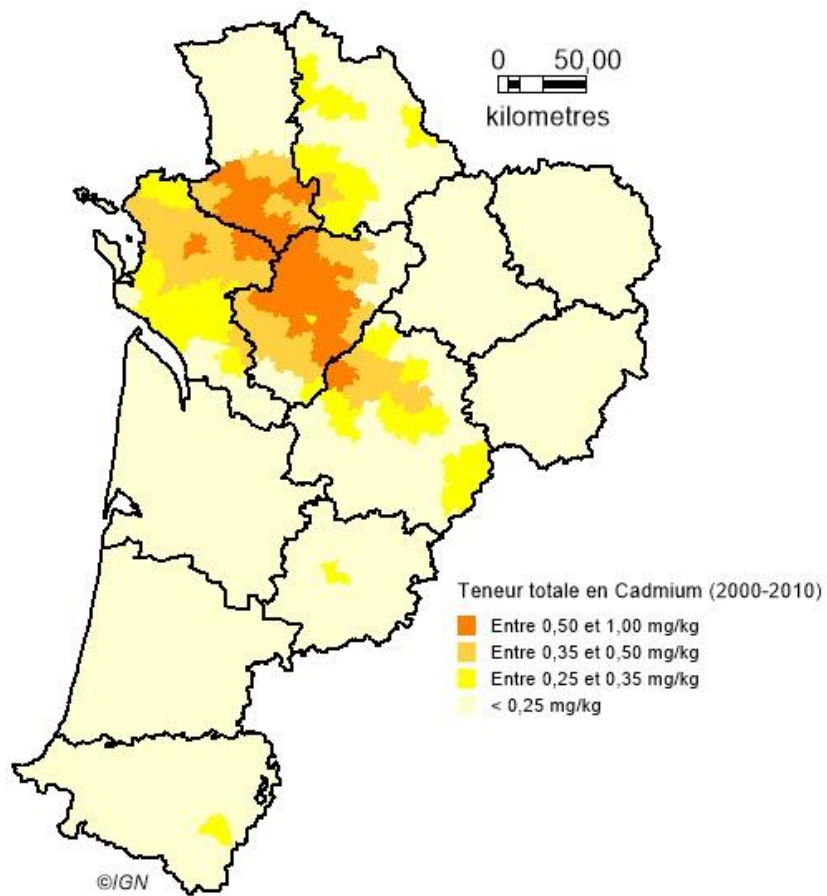 0 50,00
kilometres
Teneur totale en Cadmium (2000-2010)
Entre 0,50 et 1,00 mg/kg
Entre 0,35 et 0,50 mg/kg
Entre 0,25 et 0,35 mg/kg
< 0,25 mg/kg
©IGN